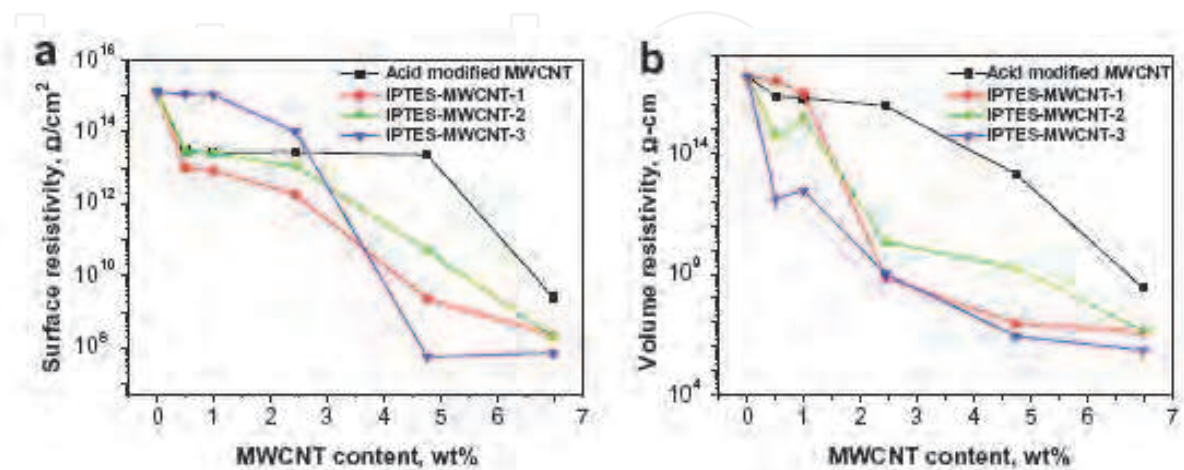 a
10^16
10^14
10^12
10^10
10^8
Surface resistivity, Ω/cm^2
Acid modified MWCNT
IPTES-MWCNT-1
IPTES-MWCNT-2
IPTES-MWCNT-3
0 1 2 3 4 5 6 7
MWCNT content, wt%
b
10^14
10^9
10^4
Volume resistivity, Ω-cm
Acid modified MWCNT
IPTES-MWCNT-1
IPTES-MWCNT-2
IPTES-MWCNT-3
0 1 2 3 4 5 6 7
MWCNT content, wt%